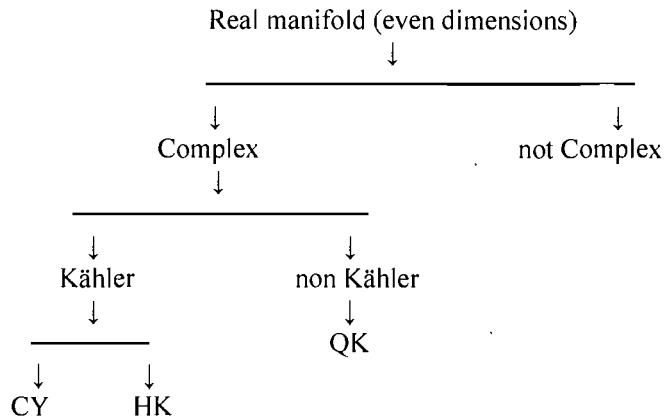 Real manifold (even dimensions)
↓
↓ ↓
Complex not Complex
↓
↓ ↓
Kähler non Kähler
↓ ↓
QK
↓ ↓
CY HK